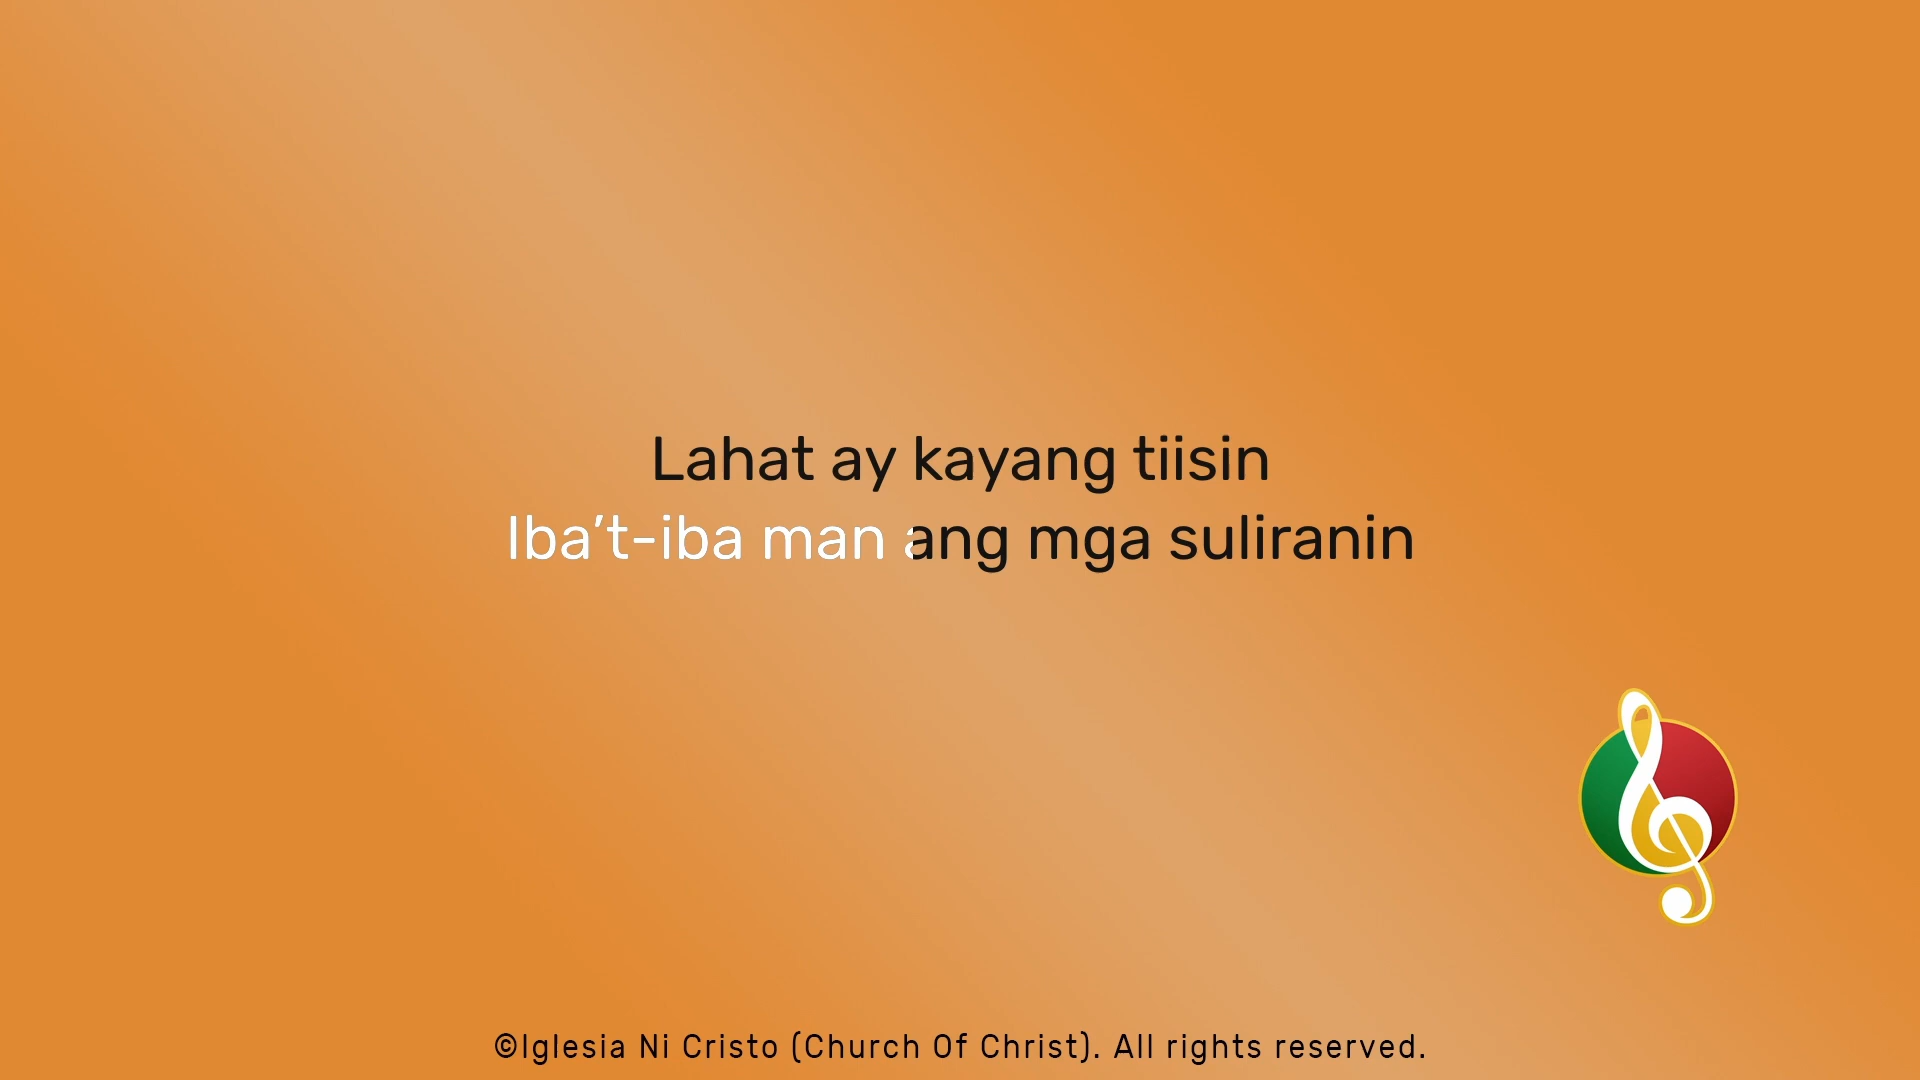 Lahat ay kayang tiisin
Iba’t-iba man ang mga suliranin
©Iglesia Ni Cristo (Church Of Christ). All rights reserved.